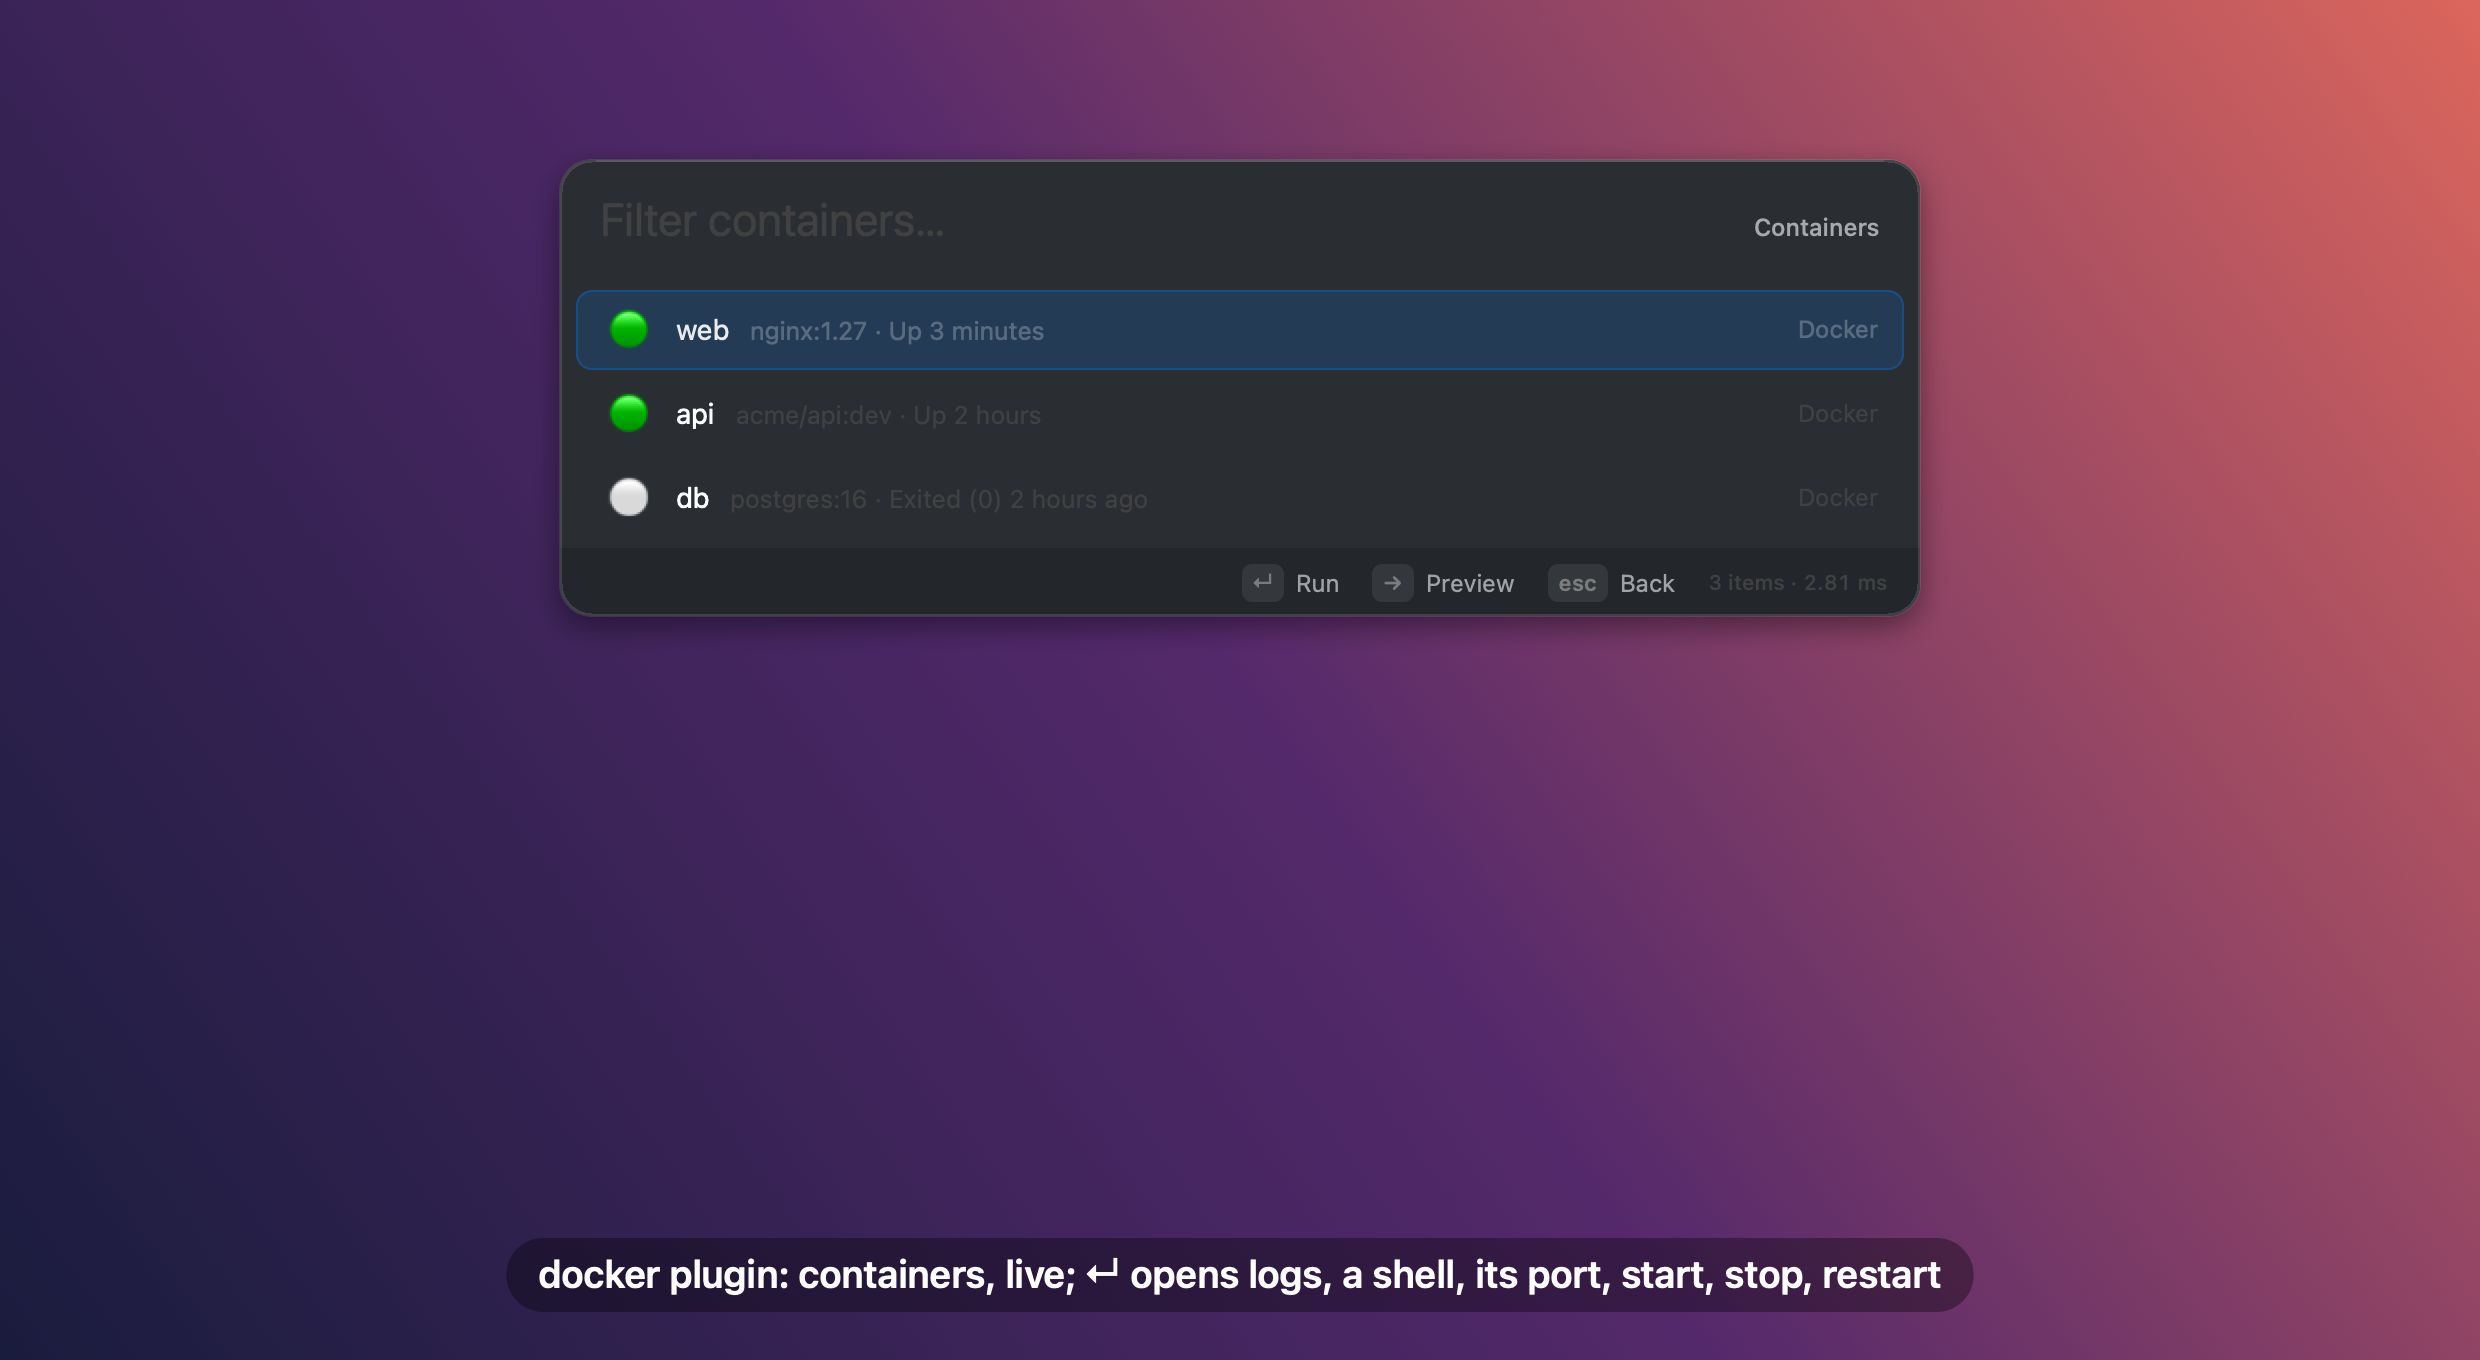 Filter containers...
Containers
web nginx:1.27 · Up 3 minutes Docker
api acme/api:dev · Up 2 hours Docker
db postgres:16 · Exited (0) 2 hours ago Docker
↵ Run → Preview esc Back 3 items · 2.81 ms
docker plugin: containers, live; ↵ opens logs, a shell, its port, start, stop, restart